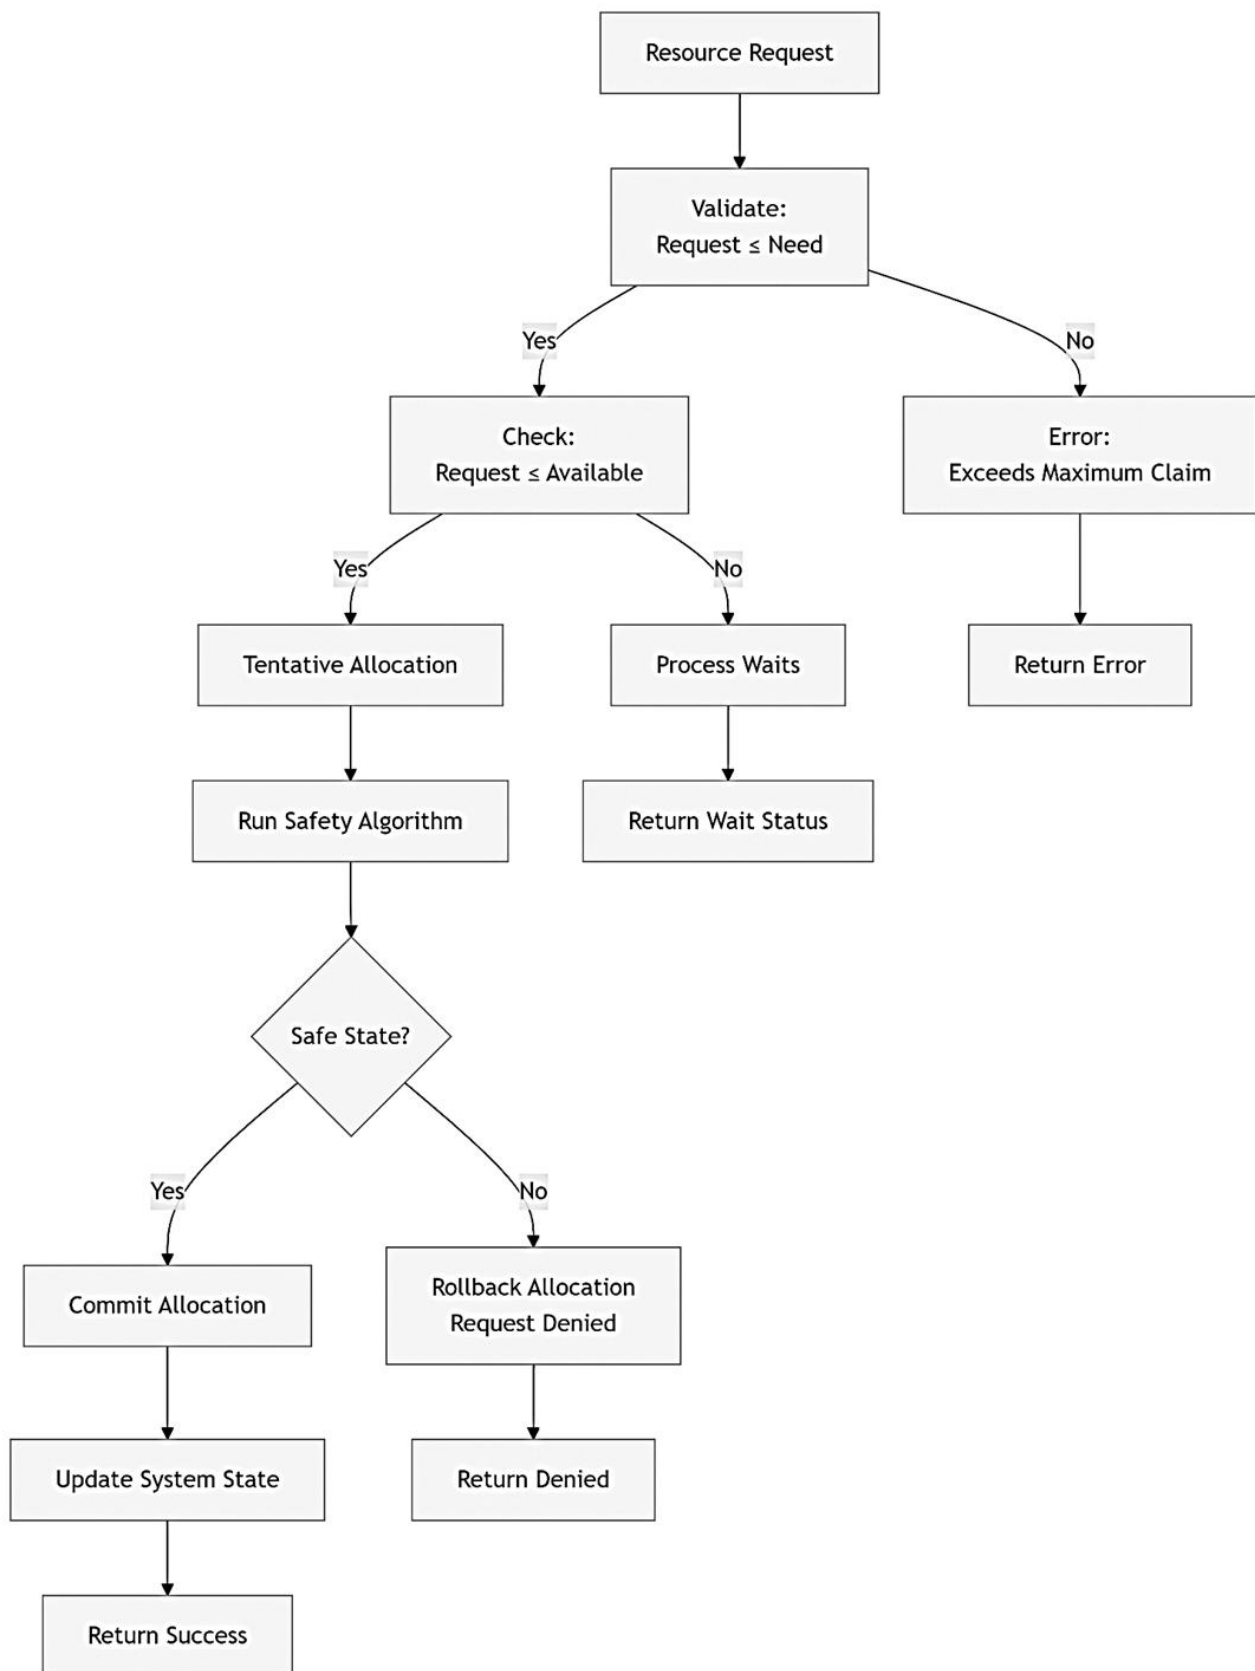 Resource Request
Validate:
Request ≤ Need
Yes
No
Check:
Request ≤ Available
Error:
Exceeds Maximum Claim
Yes
No
Tentative Allocation
Process Waits
Return Error
Run Safety Algorithm
Return Wait Status
Safe State?
Yes
No
Commit Allocation
Rollback Allocation
Request Denied
Update System State
Return Denied
Return Success